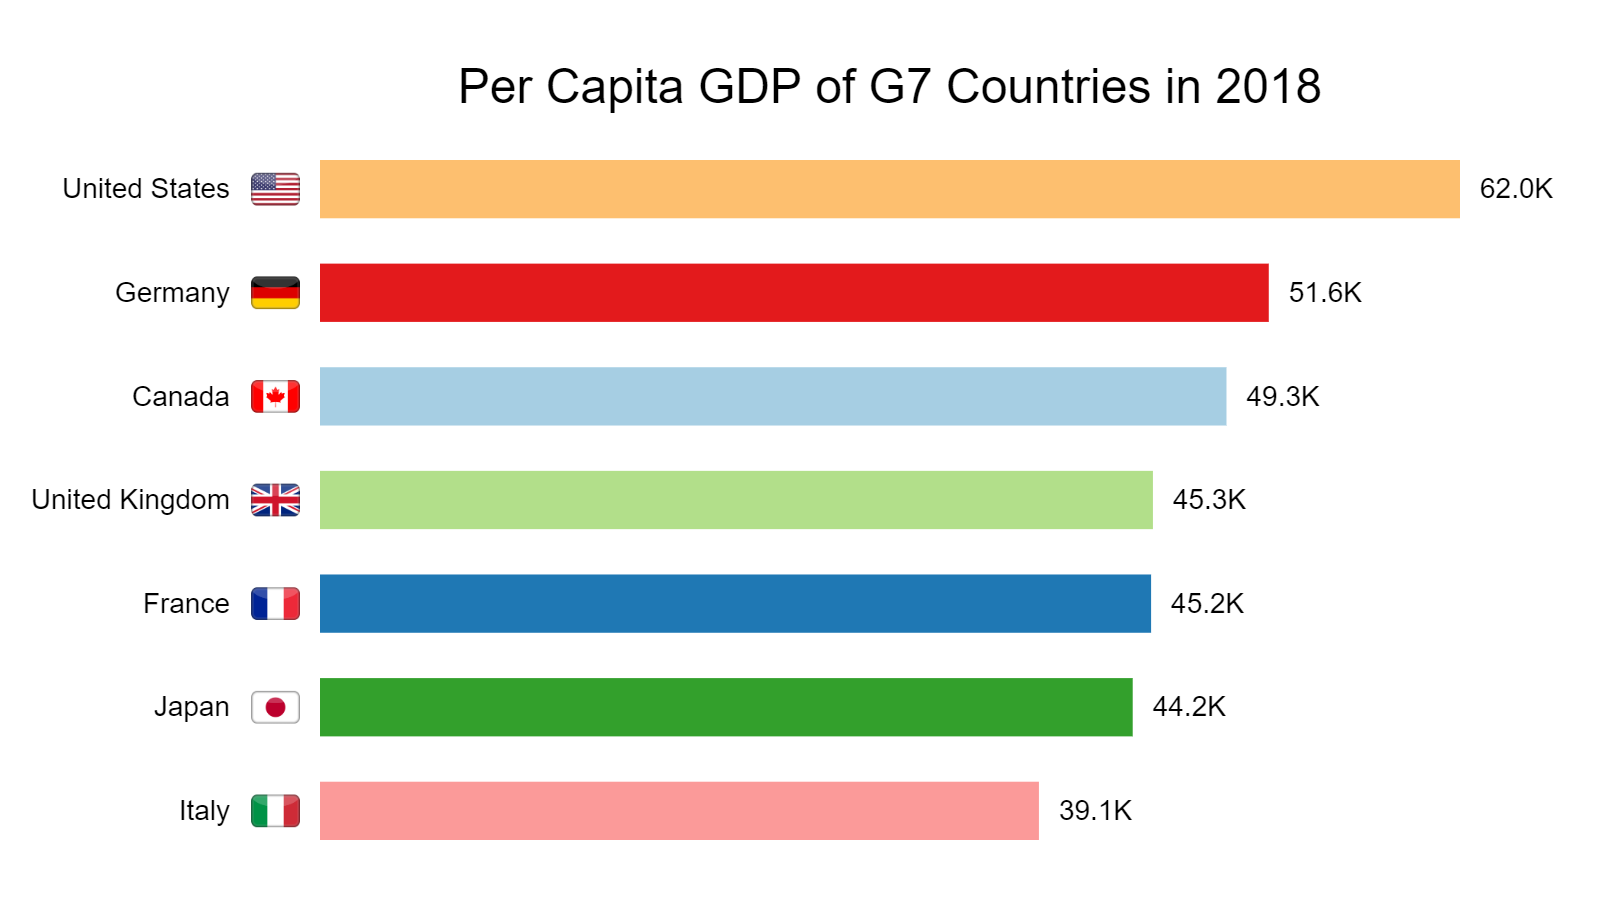 Per Capita GDP of G7 Countries in 2018
United States 62.0K
Germany 51.6K
Canada 49.3K
United Kingdom 45.3K
France 45.2K
Japan 44.2K
Italy 39.1K